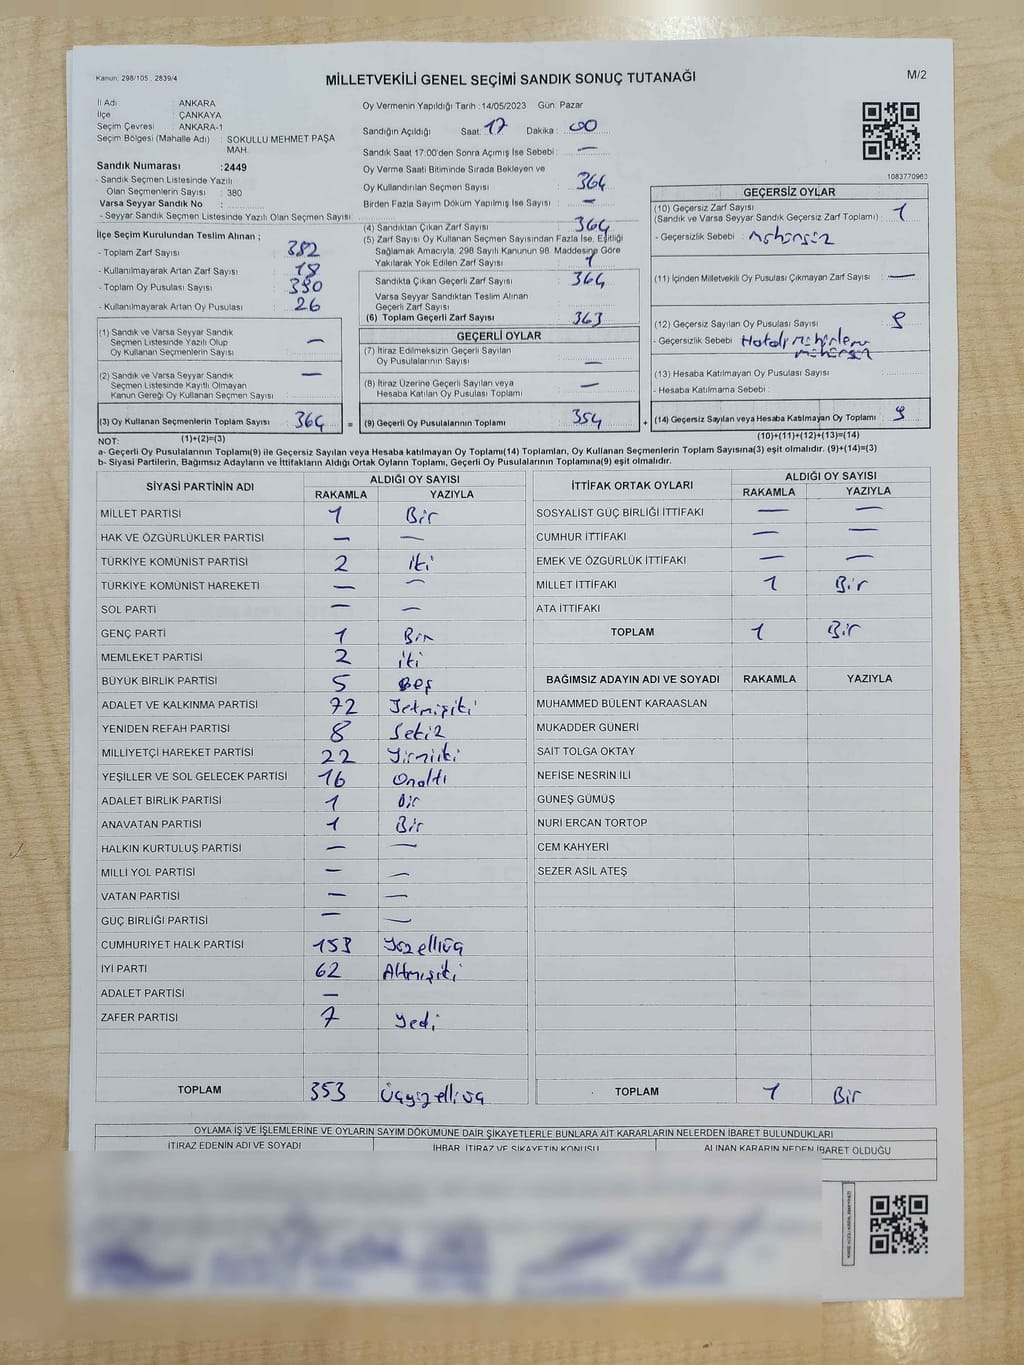 Kanun: 298/105 , 2839/4
MİLLETVEKİLİ GENEL SEÇİMİ SANDIK SONUÇ TUTANAĞI
M/2
İl Adı : ANKARA
İlçe : ÇANKAYA
Seçim Çevresi : ANKARA-1
Seçim Bölgesi (Mahalle Adı) : SOKULLU MEHMET PAŞA MAH.
Sandık Numarası :2449
- Sandık Seçmen Listesinde Yazılı
Olan Seçmenlerin Sayısı : 380
Varsa Seyyar Sandık No :
- Seyyar Sandık Seçmen Listesinde Yazılı Olan Seçmen Sayısı:
Oy Vermenin Yapıldığı Tarih : 14/05/2023 Gün: Pazar
Sandığın Açıldığı Saat: 17 Dakika : 00
Sandık Saat 17:00'den Sonra Açımış İse Sebebi : —
Oy Verme Saati Bitiminde Sırada Bekleyen ve
Oy Kullandırılan Seçmen Sayısı : 364
Birden Fazla Sayım Döküm Yapılmış İse Sayısı : —
1083770963
İlçe Seçim Kurulundan Teslim Alınan ;
- Toplam Zarf Sayısı : 382
- Kullanılmayarak Artan Zarf Sayısı : 18
- Toplam Oy Pusulası Sayısı : 390
- Kullanılmayarak Artan Oy Pusulası : 26
(4) Sandıktan Çıkan Zarf Sayısı : 364
(5) Zarf Sayısı Oy Kullanan Seçmen Sayısından Fazla İse, Eşitliği
Sağlamak Amacıyla, 298 Sayılı Kanunun 98. Maddesine Göre
Yakılarak Yok Edilen Zarf Sayısı : 1
Sandıkta Çıkan Geçerli Zarf Sayısı : 364
Varsa Seyyar Sandıktan Teslim Alınan
Geçerli Zarf Sayısı
(6) Toplam Geçerli Zarf Sayısı : 363
GEÇERSİZ OYLAR
(10) Geçersiz Zarf Sayısı
(Sandık ve Varsa Seyyar Sandık Geçersiz Zarf Toplamı) : 1
- Geçersizlik Sebebi : Mühürsüz
(11) İçinden Milletvekili Oy Pusulası Çıkmayan Zarf Sayısı : —
(12) Geçersiz Sayılan Oy Pusulası Sayısı : 9
- Geçersizlik Sebebi : Hatalı mühürleme
mühürsüz
(13) Hesaba Katılmayan Oy Pusulası Sayısı :
- Hesaba Katılmama Sebebi :
(14) Geçersiz Sayılan veya Hesaba Katılmayan Oy Toplamı : 9
(10)+(11)+(12)+(13)=(14)
(1) Sandık ve Varsa Seyyar Sandık
Seçmen Listesinde Yazılı Olup
Oy Kullanan Seçmenlerin Sayısı : —
(2) Sandık ve Varsa Seyyar Sandık
Seçmen Listesinde Kayıtlı Olmayan
Kanun Gereği Oy Kullanan Seçmen Sayısı : —
(3) Oy Kullanan Seçmenlerin Toplam Sayısı : 364
(1)+(2)=(3)
GEÇERLİ OYLAR
(7) İtiraz Edilmeksizin Geçerli Sayılan
Oy Pusulalarının Sayısı : —
(8) İtiraz Üzerine Geçerli Sayılan veya
Hesaba Katılan Oy Pusulası Toplamı : —
= (9) Geçerli Oy Pusulalarının Toplamı : 354 +
NOT:
a- Geçerli Oy Pusulalarının Toplamı(9) ile Geçersiz Sayılan veya Hesaba katılmayan Oy Toplamı(14) Toplamları, Oy Kullanan Seçmenlerin Toplam Sayısına(3) eşit olmalıdır. (9)+(14)=(3)
b- Siyasi Partilerin, Bağımsız Adayların ve İttifakların Aldığı Ortak Oyların Toplamı, Geçerli Oy Pusulalarının Toplamına(9) eşit olmalıdır.
SİYASİ PARTİNİN ADI ALDIĞI OY SAYISI
RAKAMLA YAZIYLA
MİLLET PARTİSİ 1 Bir
HAK VE ÖZGÜRLÜKLER PARTİSİ — —
TÜRKİYE KOMÜNİST PARTİSİ 2 iki
TÜRKİYE KOMÜNİST HAREKETİ — —
SOL PARTİ — —
GENÇ PARTİ 1 Bir
MEMLEKET PARTİSİ 2 iki
BÜYÜK BİRLİK PARTİSİ 5 Beş
ADALET VE KALKINMA PARTİSİ 72 Yetmişiki
YENİDEN REFAH PARTİSİ 8 Sekiz
MİLLİYETÇİ HAREKET PARTİSİ 22 Yirmiiki
YEŞİLLER VE SOL GELECEK PARTİSİ 16 Onaltı
ADALET BİRLİK PARTİSİ 1 Bir
ANAVATAN PARTİSİ 1 Bir
HALKIN KURTULUŞ PARTİSİ — —
MİLLİ YOL PARTİSİ — —
VATAN PARTİSİ — —
GÜÇ BİRLİĞİ PARTİSİ — —
CUMHURİYET HALK PARTİSİ 153 Yüzelliüç
İYİ PARTİ 62 Altmışiki
ADALET PARTİSİ —
ZAFER PARTİSİ 7 Yedi
TOPLAM 353 Üçyüzelliüç
İTTİFAK ORTAK OYLARI ALDIĞI OY SAYISI
RAKAMLA YAZIYLA
SOSYALİST GÜÇ BİRLİĞİ İTTİFAKI — —
CUMHUR İTTİFAKI — —
EMEK VE ÖZGÜRLÜK İTTİFAKI — —
MİLLET İTTİFAKI 1 Bir
ATA İTTİFAKI
TOPLAM 1 Bir
BAĞIMSIZ ADAYIN ADI VE SOYADI RAKAMLA YAZIYLA
MUHAMMED BÜLENT KARAASLAN
MUKADDER GÜNERİ
SAİT TOLGA OKTAY
NEFİSE NESRİN İLİ
GÜNEŞ GÜMÜŞ
NURİ ERCAN TORTOP
CEM KAHYERİ
SEZER ASİL ATEŞ
TOPLAM 1 Bir
OYLAMA İŞ VE İŞLEMLERİNE VE OYLARIN SAYIM DÖKÜMÜNE DAİR ŞİKAYETLERLE BUNLARA AİT KARARLARIN NELERDEN İBARET BULUNDUKLARI
İTİRAZ EDENİN ADI VE SOYADI İHBAR, İTİRAZ VE ŞİKAYETİN KONUSU ALINAN KARARIN NEDEN İBARET OLDUĞU